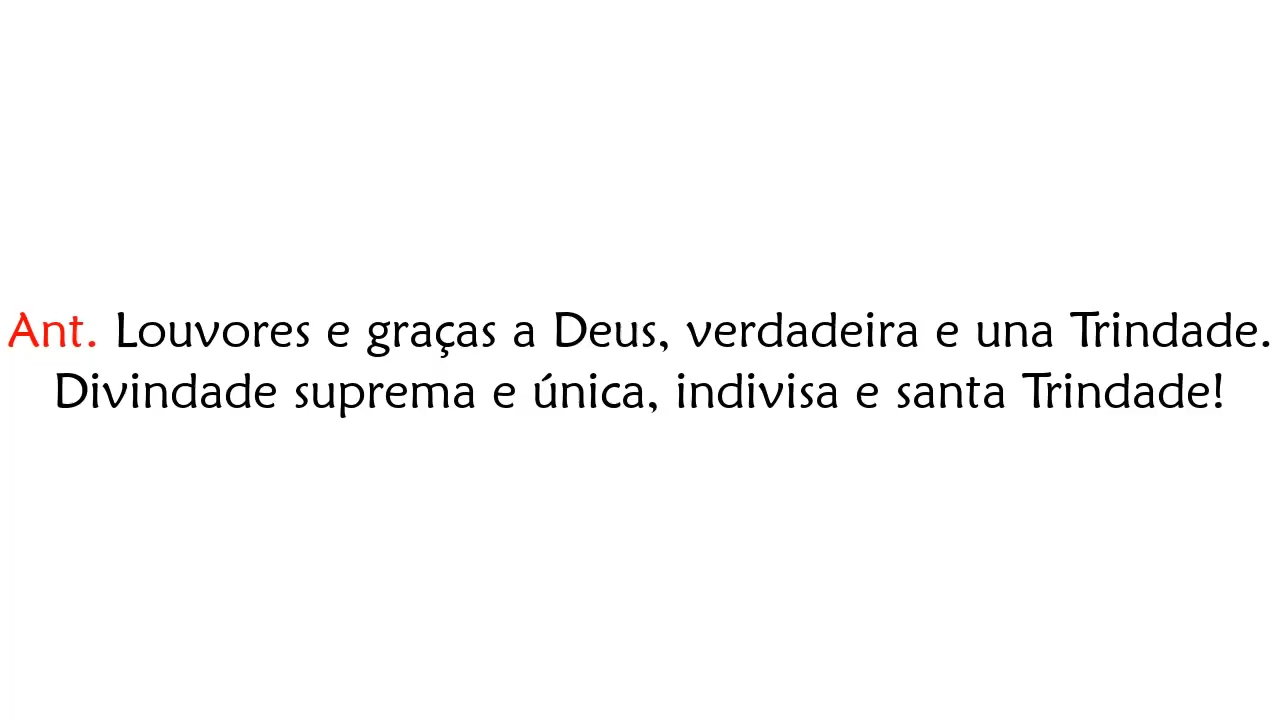 Ant. Louvores e graças a Deus, verdadeira e una Trindade.
Divindade suprema e única, indivisa e santa Trindade!